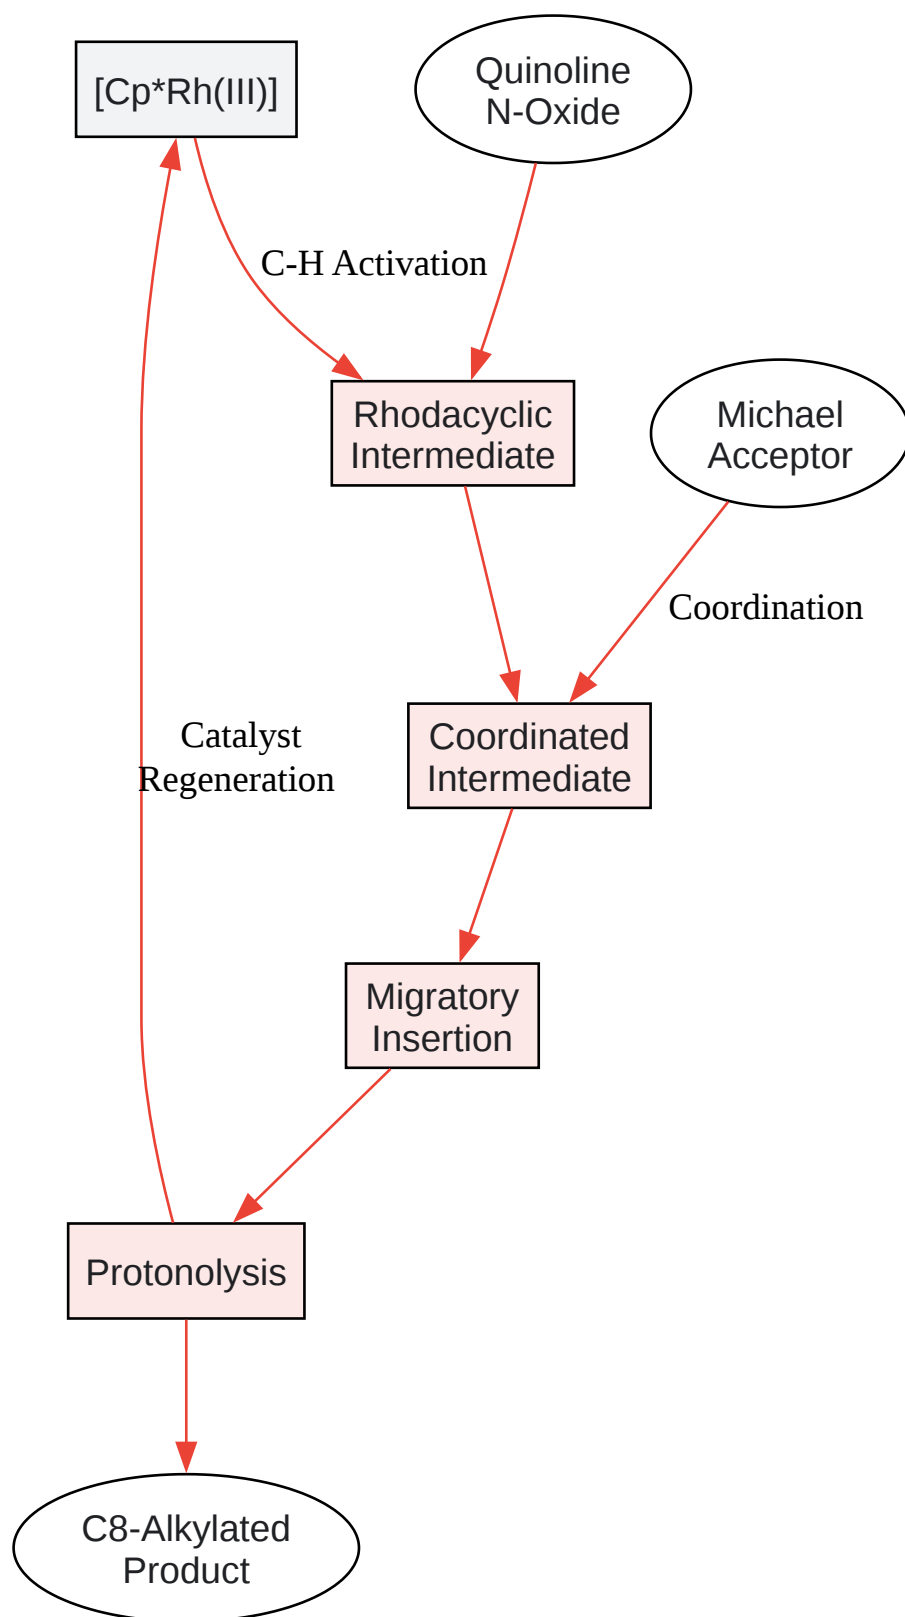 [Cp*Rh(III)]
Quinoline
N-Oxide
C-H Activation
Rhodacyclic
Intermediate
Michael
Acceptor
Coordination
Coordinated
Intermediate
Catalyst
Regeneration
Migratory
Insertion
Protonolysis
C8-Alkylated
Product